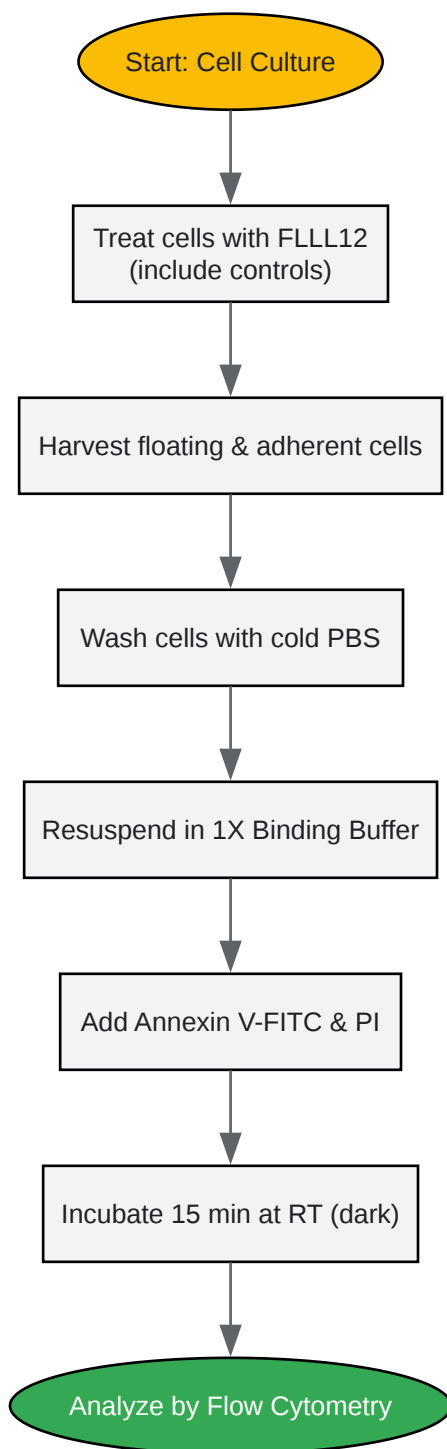 Start: Cell Culture
Treat cells with FLLL12
(include controls)
Harvest floating & adherent cells
Wash cells with cold PBS
Resuspend in 1X Binding Buffer
Add Annexin V-FITC & PI
Incubate 15 min at RT (dark)
Analyze by Flow Cytometry